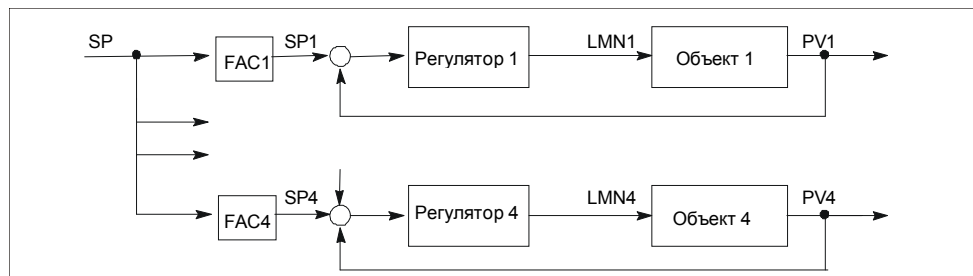 SP
FAC1
SP1
Регулятор 1
LMN1
Объект 1
PV1
FAC4
SP4
Регулятор 4
LMN4
Объект 4
PV4